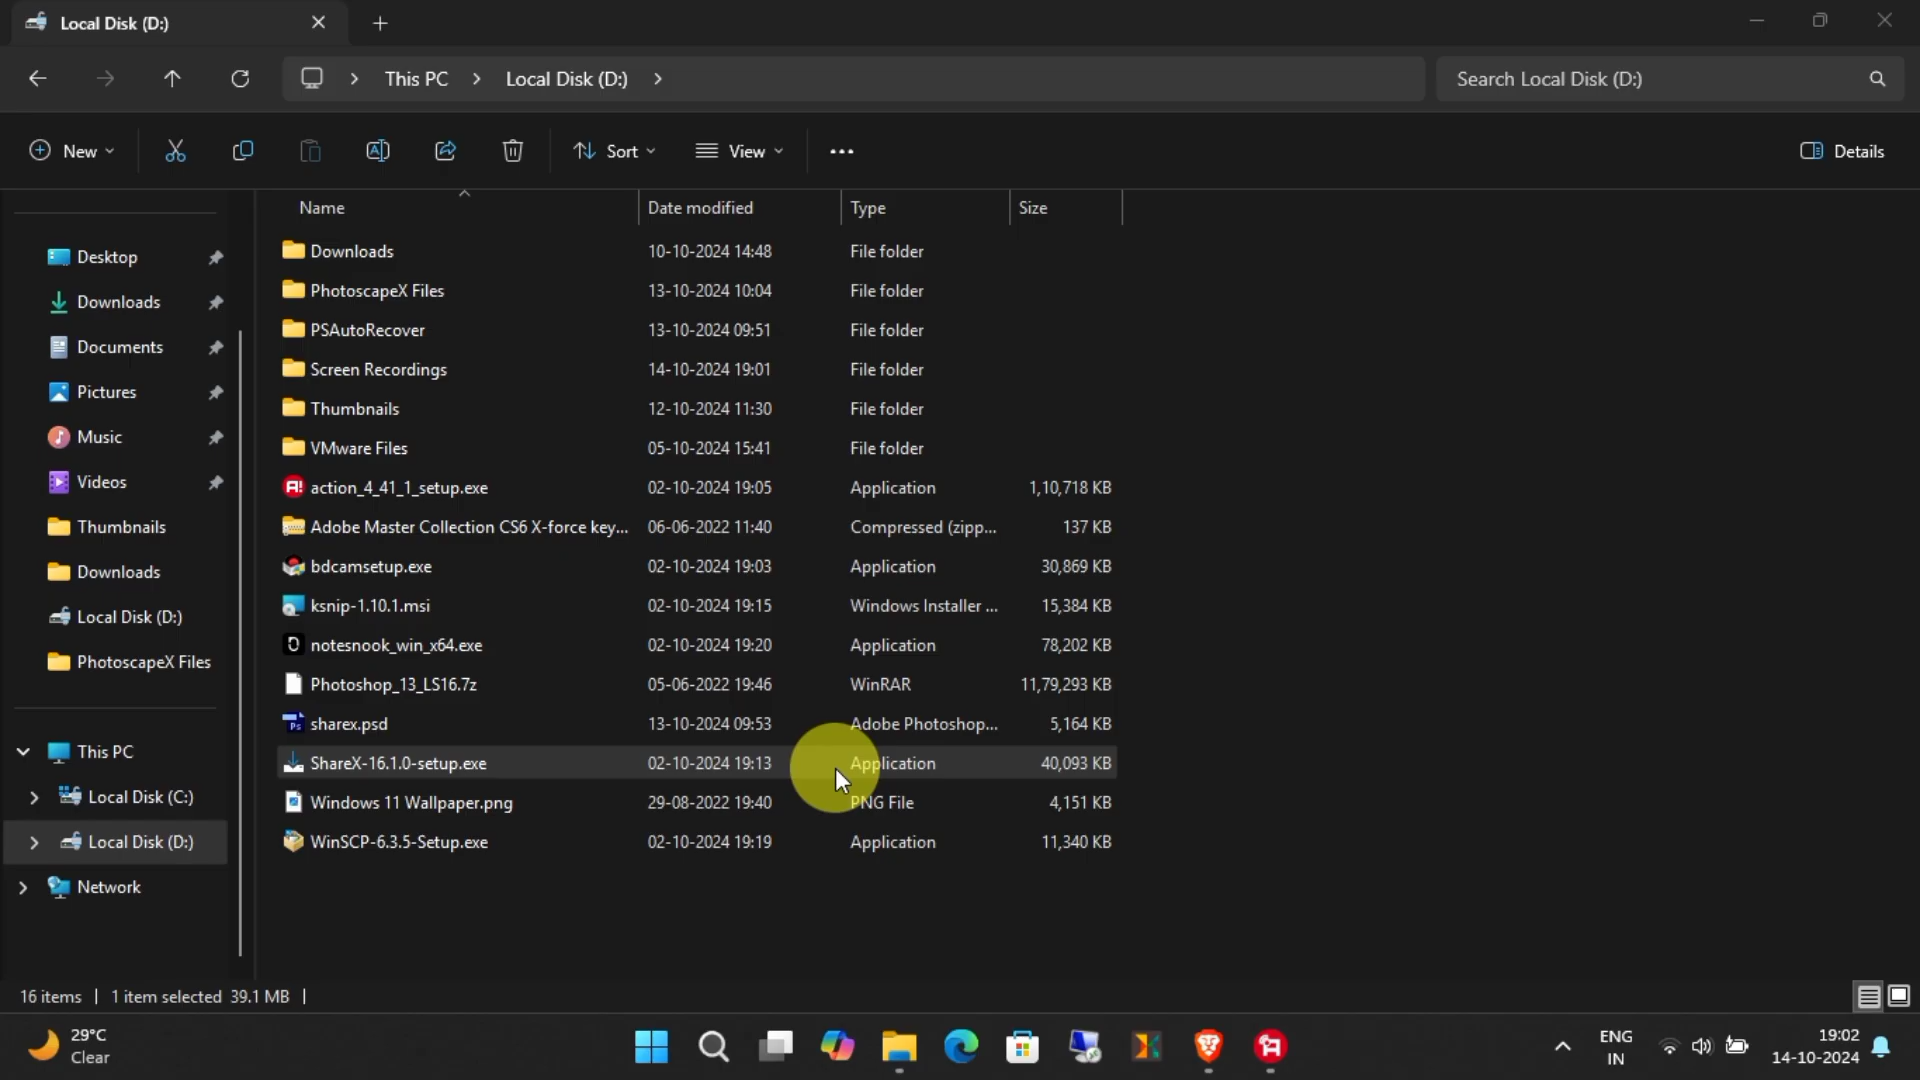 Local Disk (D:)
This PC > Local Disk (D:) >
Search Local Disk (D:)
New
Sort
View
Details
Name Date modified Type Size
Downloads 10-10-2024 14:48 File folder
PhotoscapeX Files 13-10-2024 10:04 File folder
PSAutoRecover 13-10-2024 09:51 File folder
Screen Recordings 14-10-2024 19:01 File folder
Thumbnails 12-10-2024 11:30 File folder
VMware Files 05-10-2024 15:41 File folder
action_4_41_1_setup.exe 02-10-2024 19:05 Application 1,10,718 KB
Adobe Master Collection CS6 X-force key... 06-06-2022 11:40 Compressed (zipp... 137 KB
bdcamsetup.exe 02-10-2024 19:03 Application 30,869 KB
ksnip-1.10.1.msi 02-10-2024 19:15 Windows Installer ... 15,384 KB
notesnook_win_x64.exe 02-10-2024 19:20 Application 78,202 KB
Photoshop_13_LS16.7z 05-06-2022 19:46 WinRAR 11,79,293 KB
sharex.psd 13-10-2024 09:53 Adobe Photoshop... 5,164 KB
ShareX-16.1.0-setup.exe 02-10-2024 19:13 Application 40,093 KB
Windows 11 Wallpaper.png 29-08-2022 19:40 PNG File 4,151 KB
WinSCP-6.3.5-Setup.exe 02-10-2024 19:19 Application 11,340 KB
Desktop
Downloads
Documents
Pictures
Music
Videos
Thumbnails
Downloads
Local Disk (D:)
PhotoscapeX Files
This PC
Local Disk (C:)
Local Disk (D:)
Network
16 items | 1 item selected 39.1 MB |
29°C
Clear
ENG
IN
19:02
14-10-2024